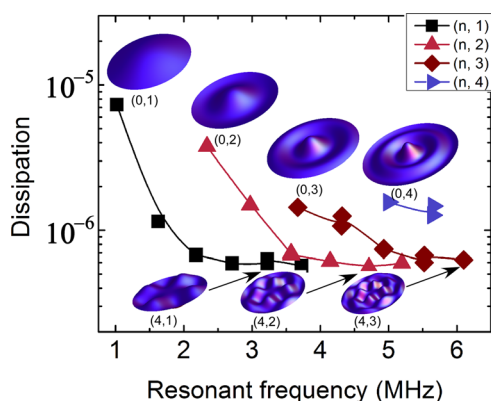 (n, 1)
(n, 2)
(n, 3)
(n, 4)
10⁻⁵
10⁻⁶
Dissipation
(0,1)
(0,2)
(0,3)
(0,4)
(4,1)
(4,2)
(4,3)
1 2 3 4 5 6
Resonant frequency (MHz)